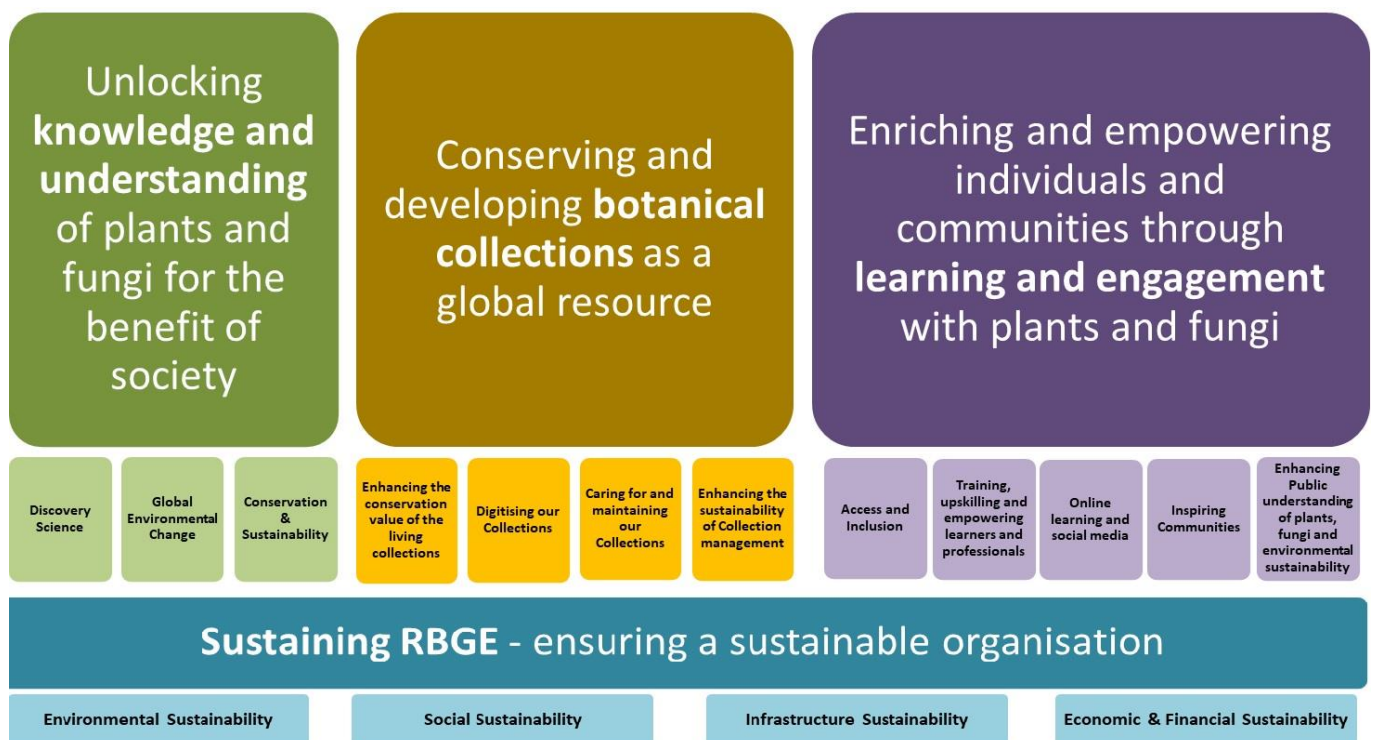 Unlocking
knowledge and
understanding
of plants and
fungi for the
benefit of
society
Conserving and
developing botanical
collections as a
global resource
Enriching and empowering
individuals and
communities through
learning and engagement
with plants and fungi
Discovery
Science
Global
Environmental
Change
Conservation
&
Sustainability
Enhancing the
conservation
value of the
living
collections
Digitising our
Collections
Caring for and
maintaining
our
Collections
Enhancing the
sustainability
of Collection
management
Access and
Inclusion
Training,
upskilling and
empowering
learners and
professionals
Online
learning and
social media
Inspiring
Communities
Enhancing
Public
understanding
of plants,
fungi and
environmental
sustainability
Sustaining RBGE - ensuring a sustainable organisation
Environmental Sustainability
Social Sustainability
Infrastructure Sustainability
Economic & Financial Sustainability